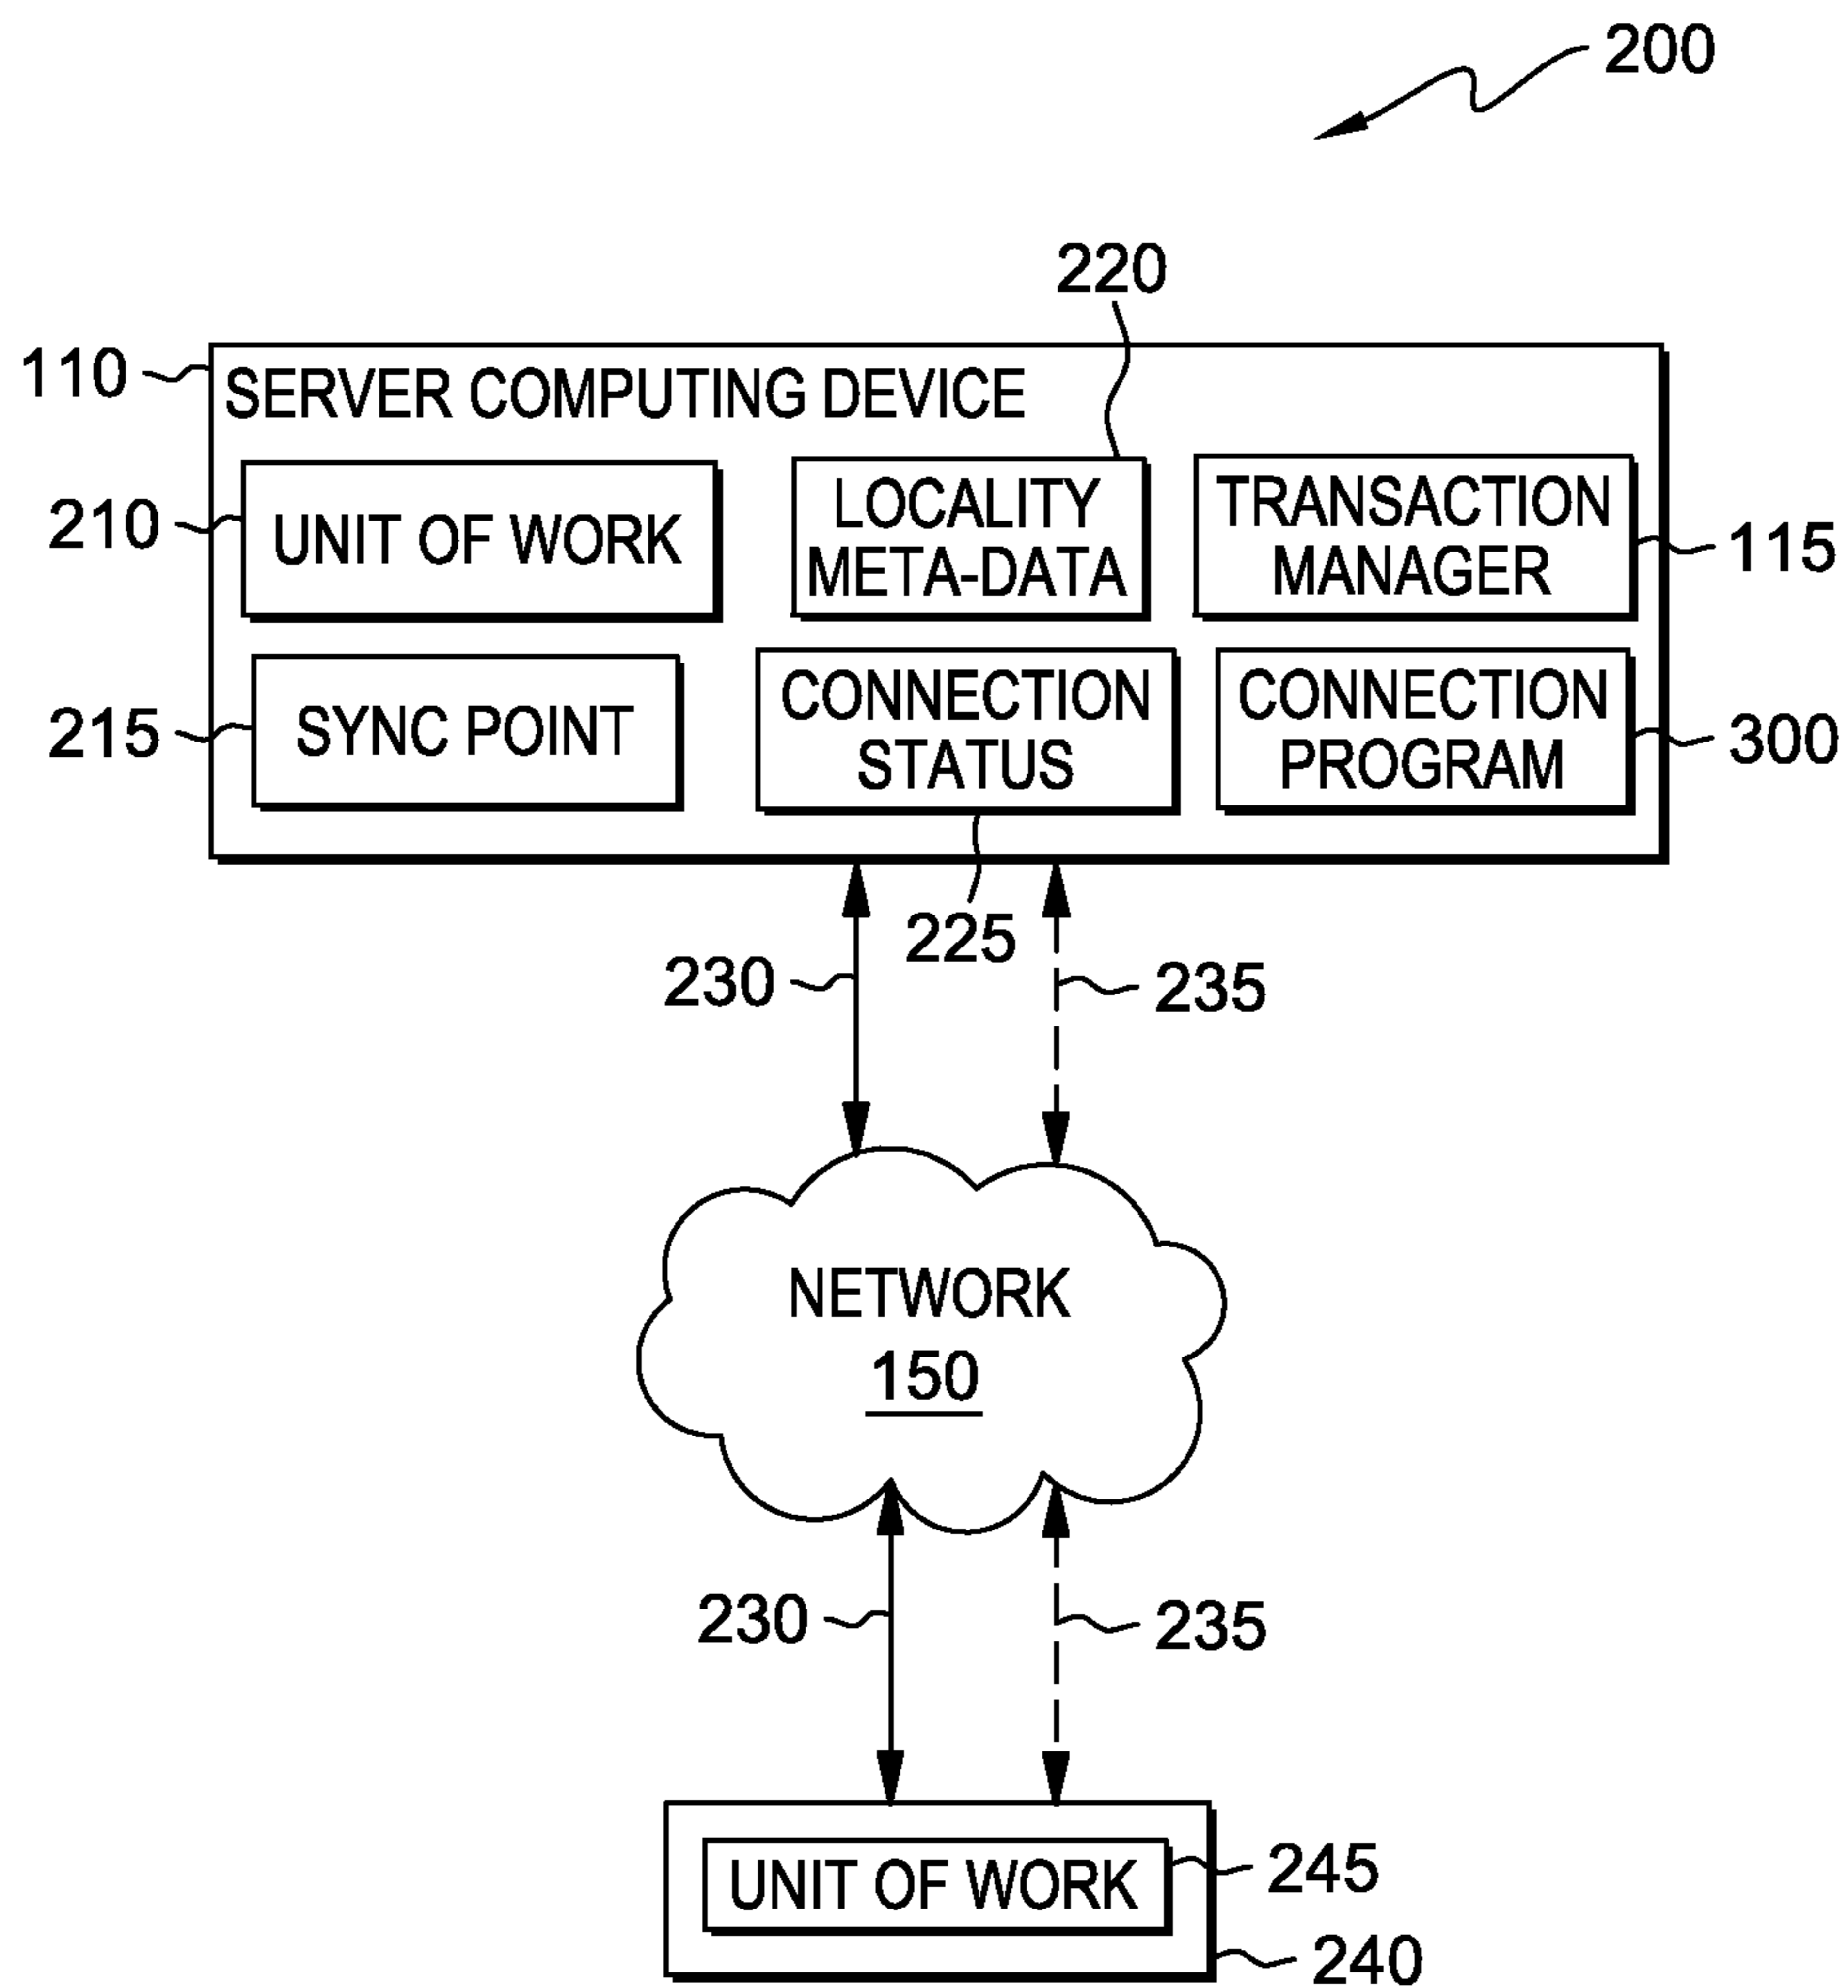 200
220
110
SERVER COMPUTING DEVICE
210
UNIT OF WORK
LOCALITY
META-DATA
TRANSACTION
MANAGER
115
215
SYNC POINT
CONNECTION
STATUS
CONNECTION
PROGRAM
300
225
230
235
NETWORK
150
230
235
UNIT OF WORK
245
240